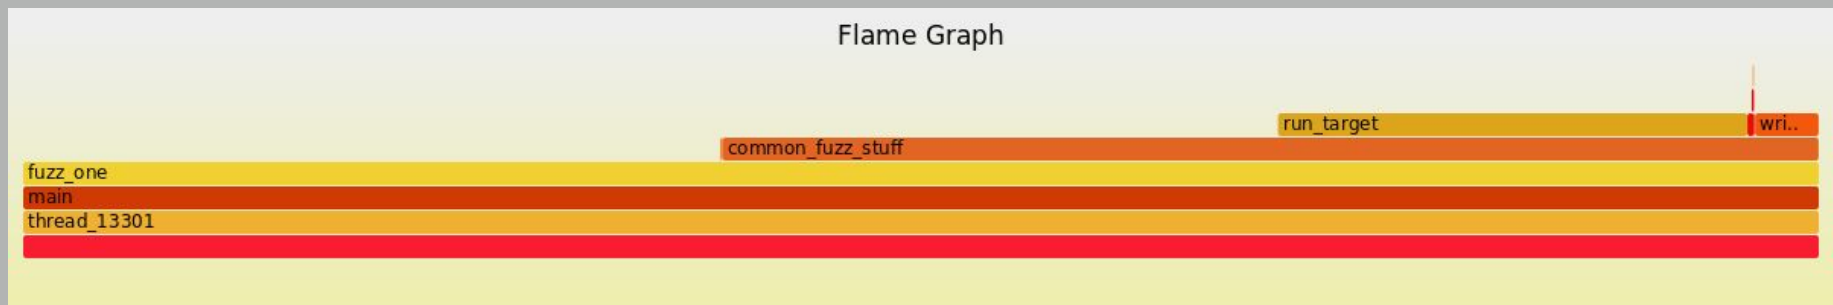 Flame Graph
run_target wri..
common_fuzz_stuff
fuzz_one
main
thread_13301